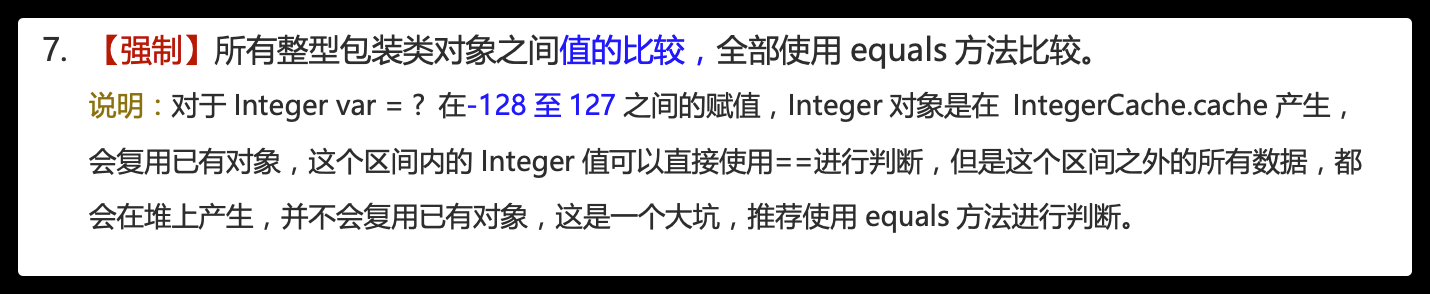 7. 【强制】所有整型包装类对象之间值的比较，全部使用 equals 方法比较。
说明：对于 Integer var = ? 在-128 至 127 之间的赋值，Integer 对象是在 IntegerCache.cache 产生，
会复用已有对象，这个区间内的 Integer 值可以直接使用==进行判断，但是这个区间之外的所有数据，都
会在堆上产生，并不会复用已有对象，这是一个大坑，推荐使用 equals 方法进行判断。